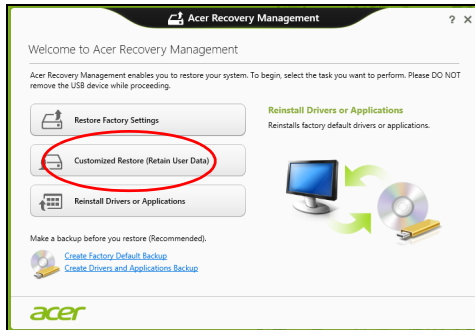 Acer Recovery Management
? X
Welcome to Acer Recovery Management
Acer Recovery Management enables you to restore your system. To begin, select the task you want to perform. Please DO NOT
remove the USB device while proceeding.
Restore Factory Settings
Customized Restore (Retain User Data)
Reinstall Drivers or Applications
Reinstall Drivers or Applications
Reinstalls factory default drivers or applications.
Make a backup before you restore (Recommended).
Create Factory Default Backup
Create Drivers and Applications Backup
acer